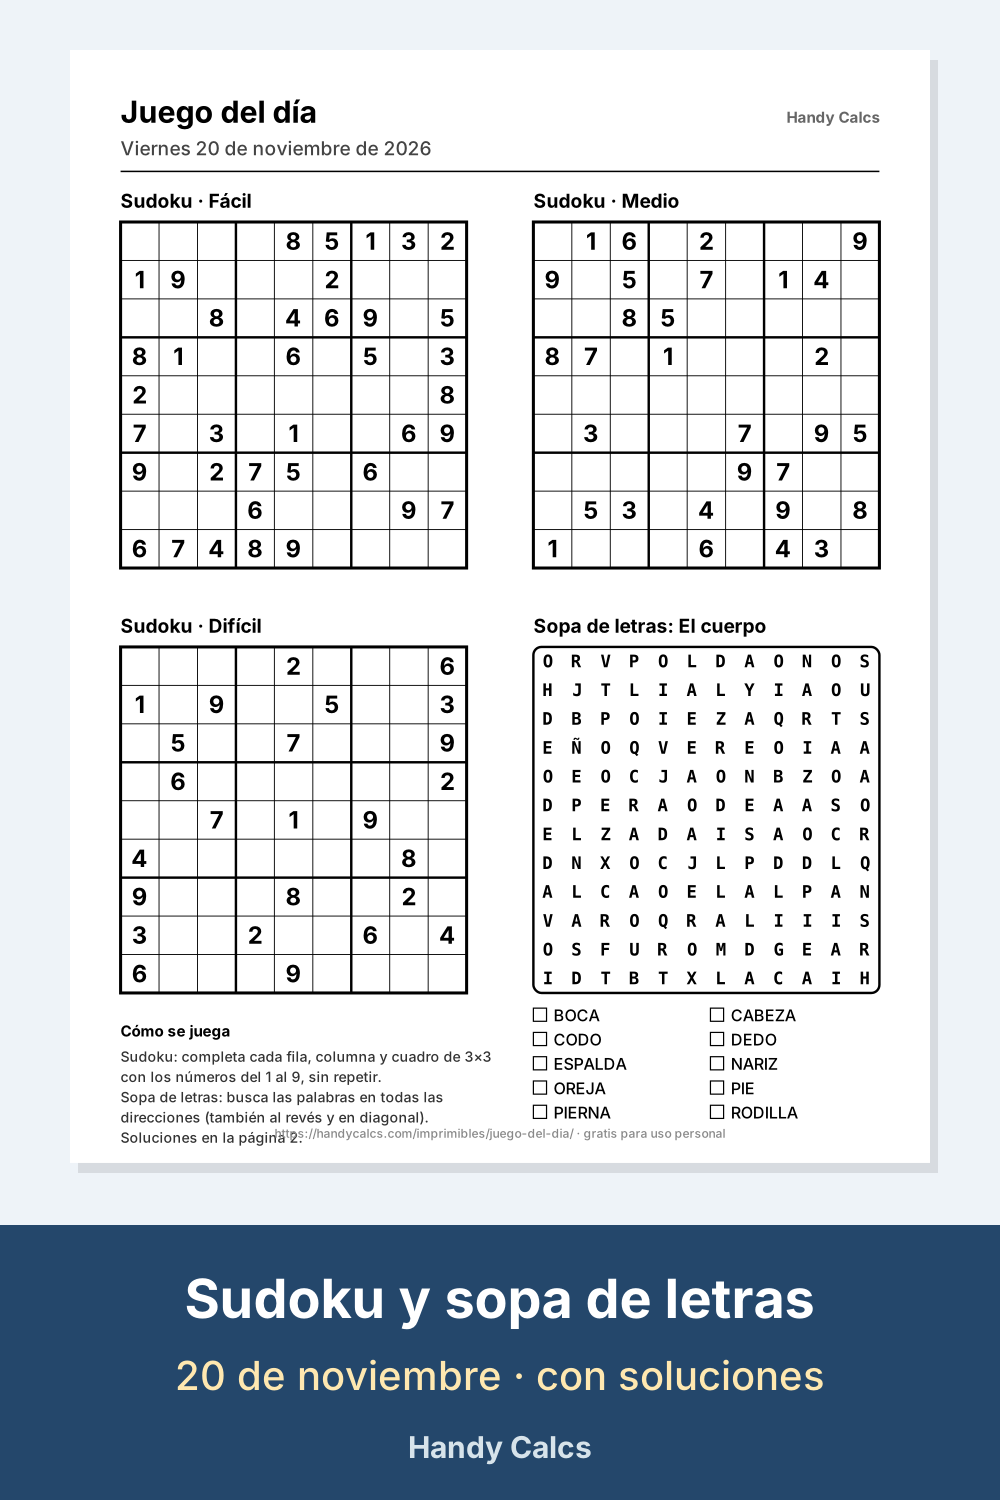 Juego del día
Handy Calcs
Viernes 20 de noviembre de 2026
Sudoku · Fácil
8 5 1 3 2
1 9 2
8 4 6 9 5
8 1 6 5 3
2 8
7 3 1 6 9
9 2 7 5 6
6 9 7
6 7 4 8 9
Sudoku · Medio
1 6 2 9
9 5 7 1 4
8 5
8 7 1 2
3 7 9 5
9 7
5 3 4 9 8
1 6 4 3
Sudoku · Difícil
2 6
1 9 5 3
5 7 9
6 2
7 1 9
4 8
9 8 2
3 2 6 4
6 9
Sopa de letras: El cuerpo
O R V P O L D A O N O S
H J T L I A L Y I A O U
D B P O I E Z A Q R T S
E Ñ O Q V E R E O I A A
O E O C J A O N B Z O A
D P E R A O D E A A S O
E L Z A D A I S A O C R
D N X O C J L P D D L Q
A L C A O E L A L P A N
V A R O Q R A L I I I S
O S F U R O M D G E A R
I D T B T X L A C A I H
BOCA
CABEZA
CODO
DEDO
ESPALDA
NARIZ
OREJA
PIE
PIERNA
RODILLA
Cómo se juega
Sudoku: completa cada fila, columna y cuadro de 3×3
con los números del 1 al 9, sin repetir.
Sopa de letras: busca las palabras en todas las
direcciones (también al revés y en diagonal).
Soluciones en la página 2.
https://handycalcs.com/imprimibles/juego-del-dia/ · gratis para uso personal
Sudoku y sopa de letras
20 de noviembre · con soluciones
Handy Calcs